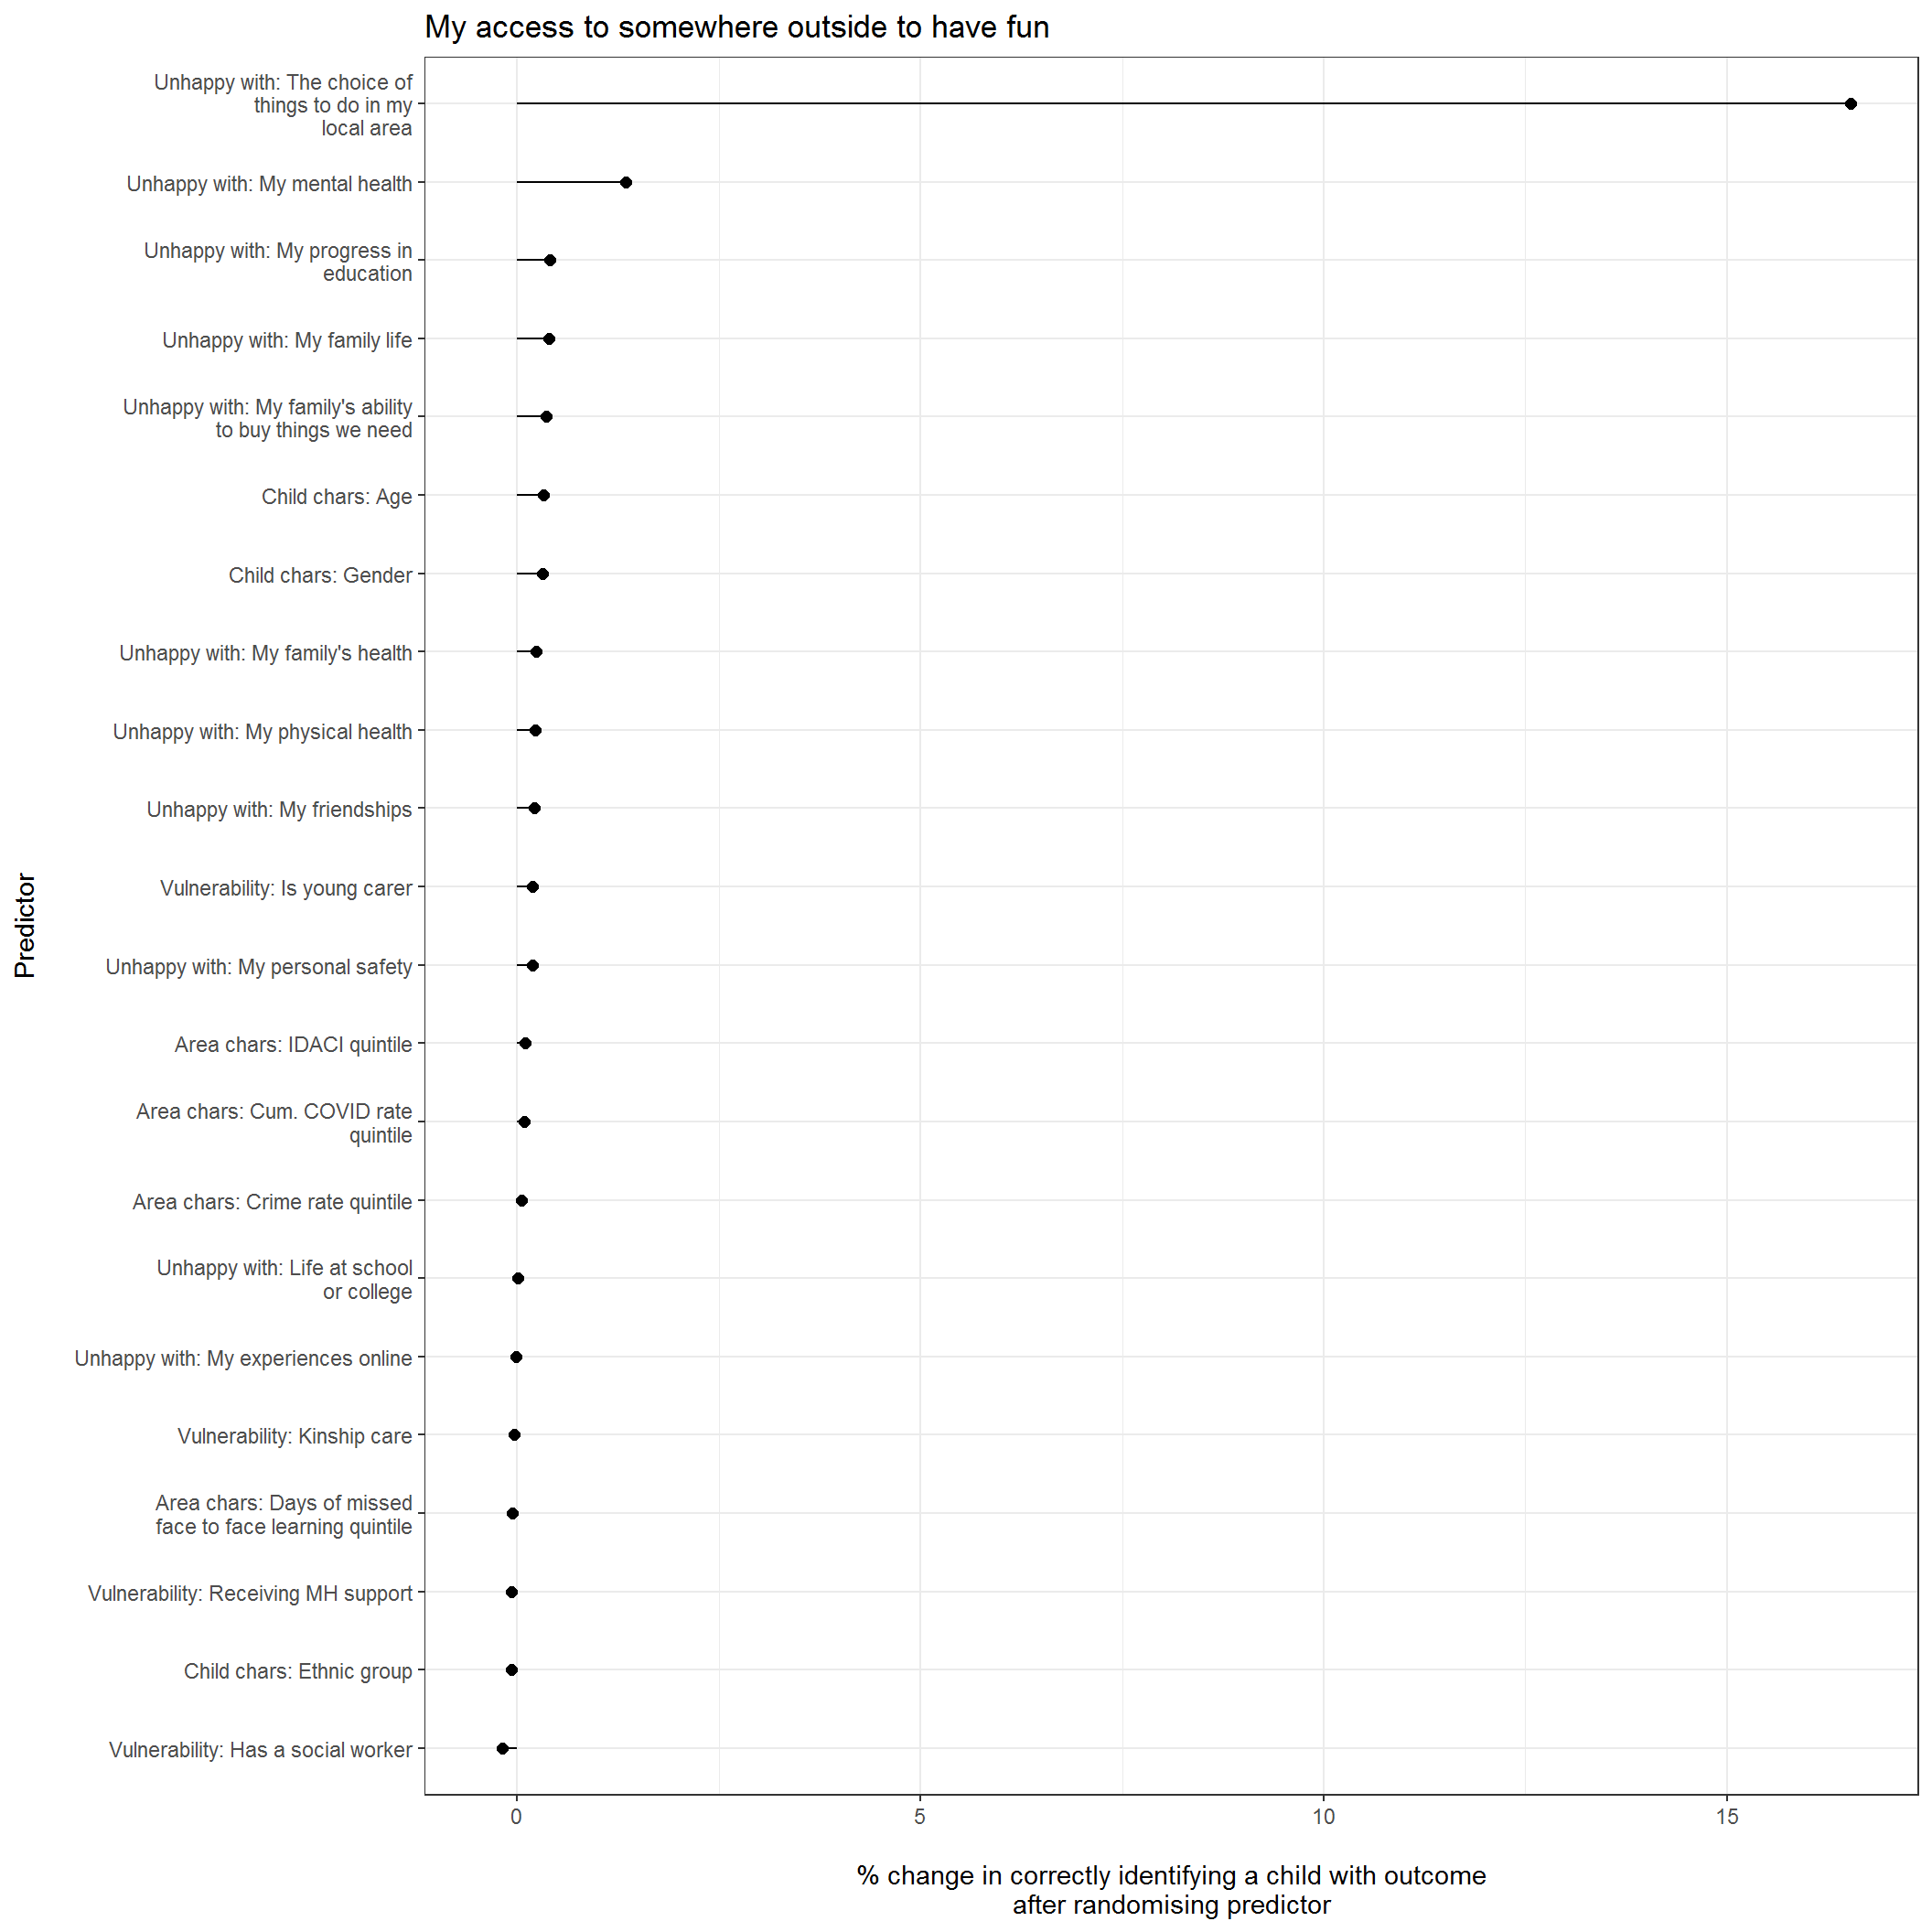 My access to somewhere outside to have fun
Unhappy with: The choice of
things to do in my
local area
Unhappy with: My mental health
Unhappy with: My progress in
education
Unhappy with: My family life
Unhappy with: My family's ability
to buy things we need
Child chars: Age
Child chars: Gender
Unhappy with: My family's health
Unhappy with: My physical health
Unhappy with: My friendships
Vulnerability: Is young carer
Unhappy with: My personal safety
Area chars: IDACI quintile
Area chars: Cum. COVID rate
quintile
Area chars: Crime rate quintile
Unhappy with: Life at school
or college
Unhappy with: My experiences online
Vulnerability: Kinship care
Area chars: Days of missed
face to face learning quintile
Vulnerability: Receiving MH support
Child chars: Ethnic group
Vulnerability: Has a social worker
Predictor
0 5 10 15
% change in correctly identifying a child with outcome
after randomising predictor